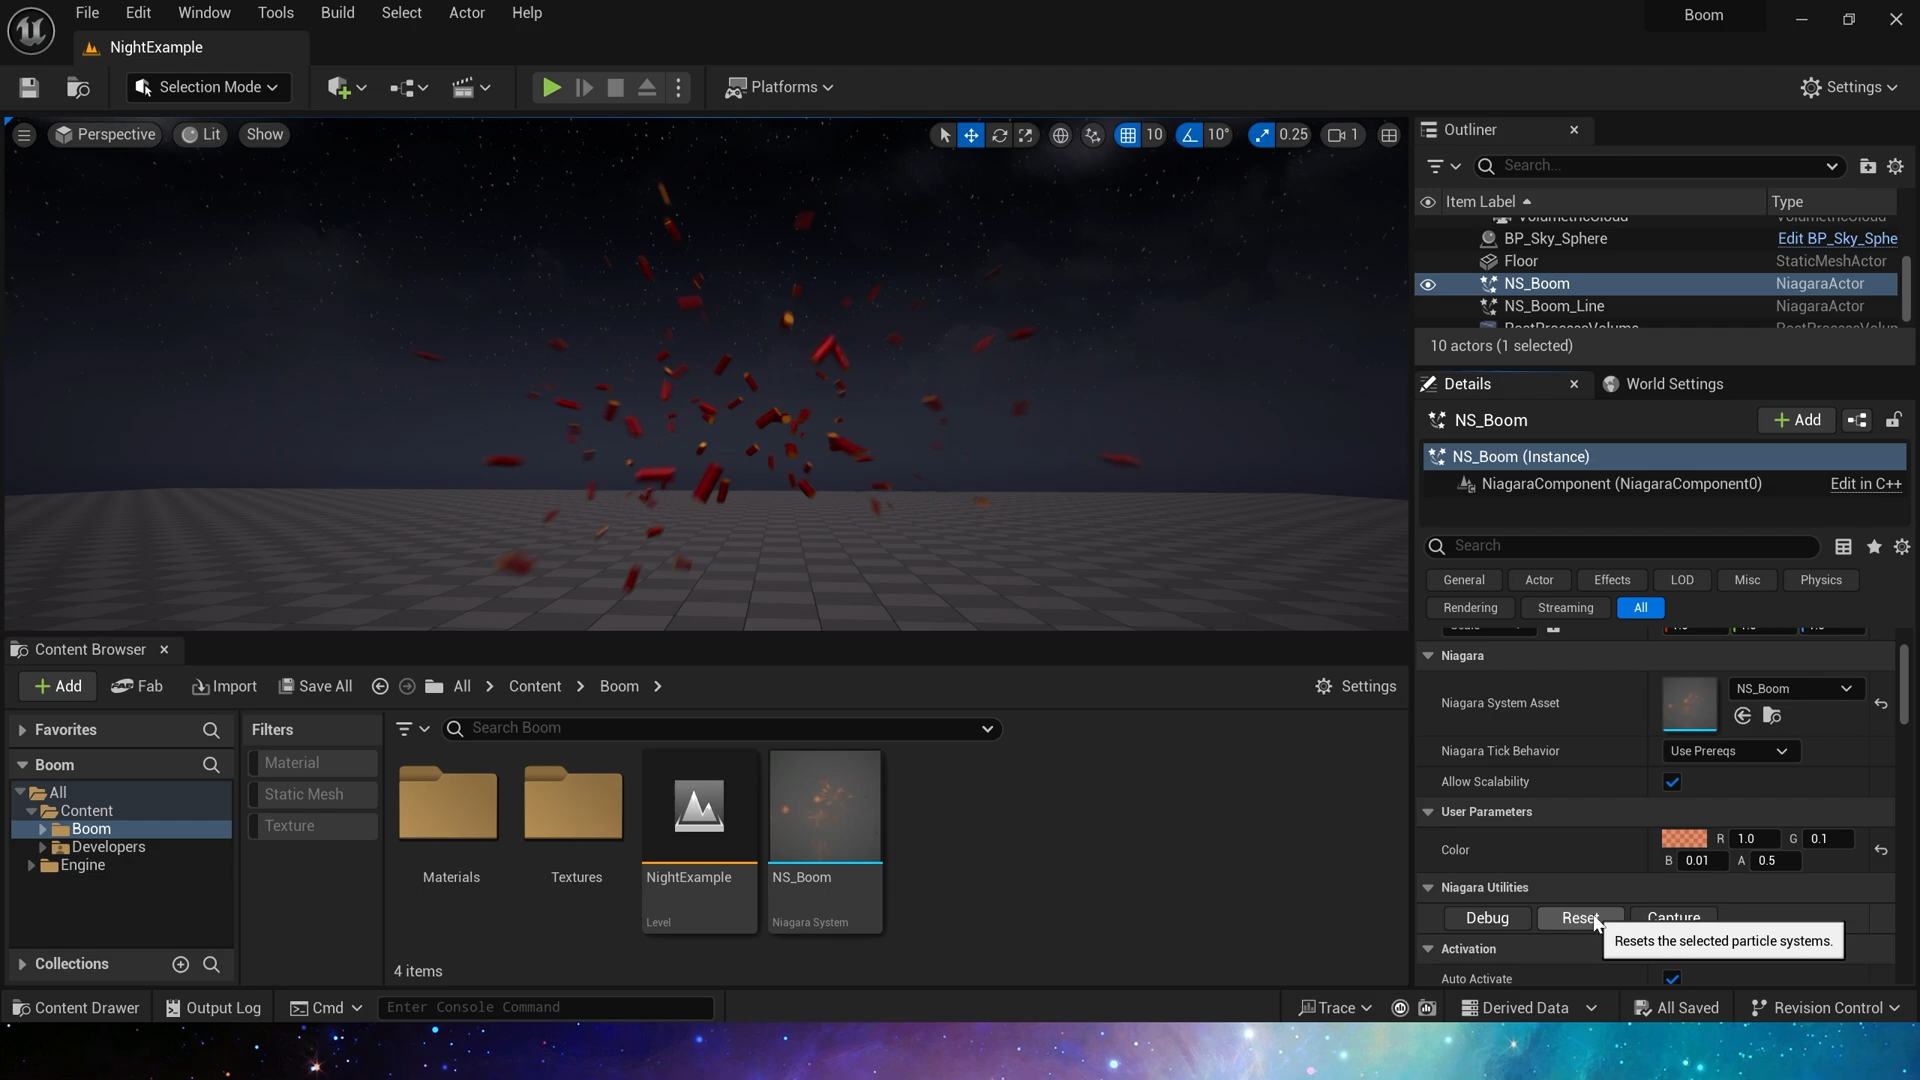 File Edit Window Tools Build Select Actor Help
Boom
NightExample
Selection Mode
Platforms
Settings
Perspective Lit Show
10 10° 0.25 1
Outliner
Search...
Item Label Type
VolumetricCloud VolumetricCloud
BP_Sky_Sphere Edit BP_Sky_Sphe
Floor StaticMeshActor
NS_Boom NiagaraActor
NS_Boom_Line NiagaraActor
PostProcessVolume PostProcessVolun
10 actors (1 selected)
Details World Settings
NS_Boom Add
NS_Boom (Instance)
NiagaraComponent (NiagaraComponent0) Edit in C++
Search
General Actor Effects LOD Misc Physics
Rendering Streaming All
Niagara
Niagara System Asset NS_Boom
Niagara Tick Behavior Use Prereqs
Allow Scalability
User Parameters
Color R 1.0 G 0.1
B 0.01 A 0.5
Niagara Utilities
Debug Reset Capture
Resets the selected particle systems.
Activation
Auto Activate
Content Browser
Add Fab Import Save All All Content Boom Settings
Favorites
Boom
All
Content
Boom
Developers
Engine
Collections
Filters
Material
Static Mesh
Texture
Search Boom
Materials Textures NightExample NS_Boom
Level Niagara System
4 items
Content Drawer Output Log Cmd Enter Console Command Trace Derived Data All Saved Revision Control